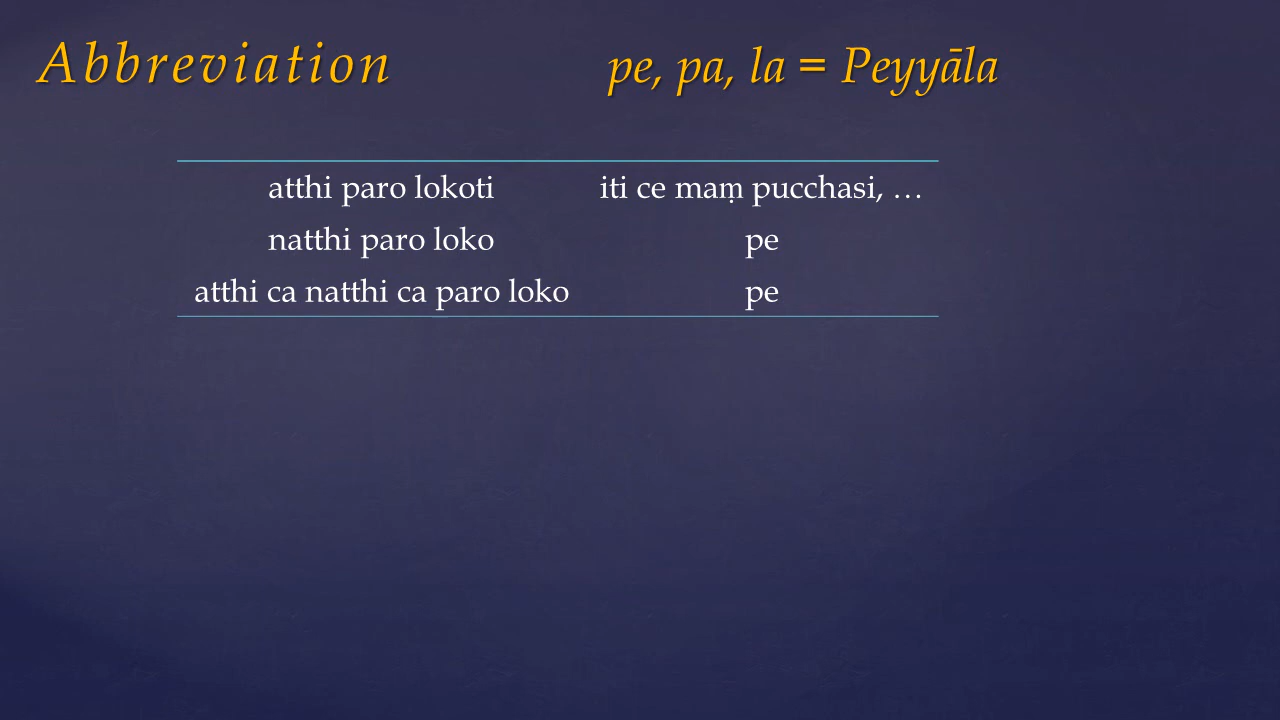 Abbreviation pe, pa, la = Peyyāla
atthi paro lokoti iti ce maṃ pucchasi, …
natthi paro loko pe
atthi ca natthi ca paro loko pe